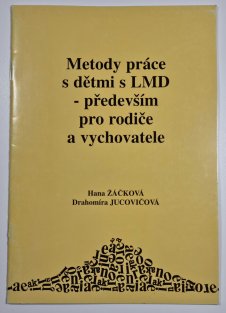 Metody práce
s dětmi s LMD
- především
pro rodiče
a vychovatele
Hana ŽÁČKOVÁ
Drahomíra JUCOVIČOVÁ